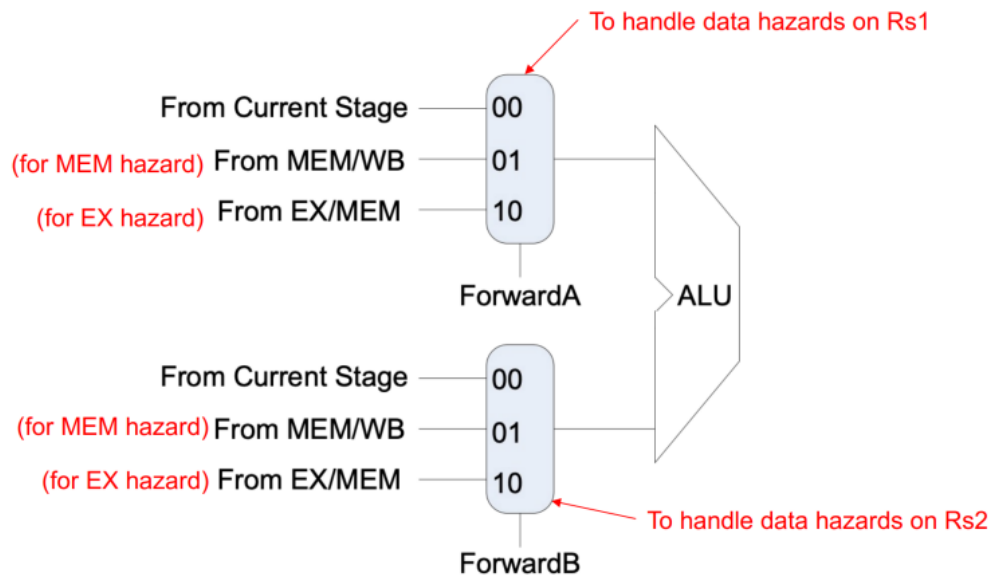 To handle data hazards on Rs1
From Current Stage 00
(for MEM hazard) From MEM/WB 01
(for EX hazard) From EX/MEM 10
ForwardA
ALU
From Current Stage 00
(for MEM hazard) From MEM/WB 01
(for EX hazard) From EX/MEM 10
To handle data hazards on Rs2
ForwardB